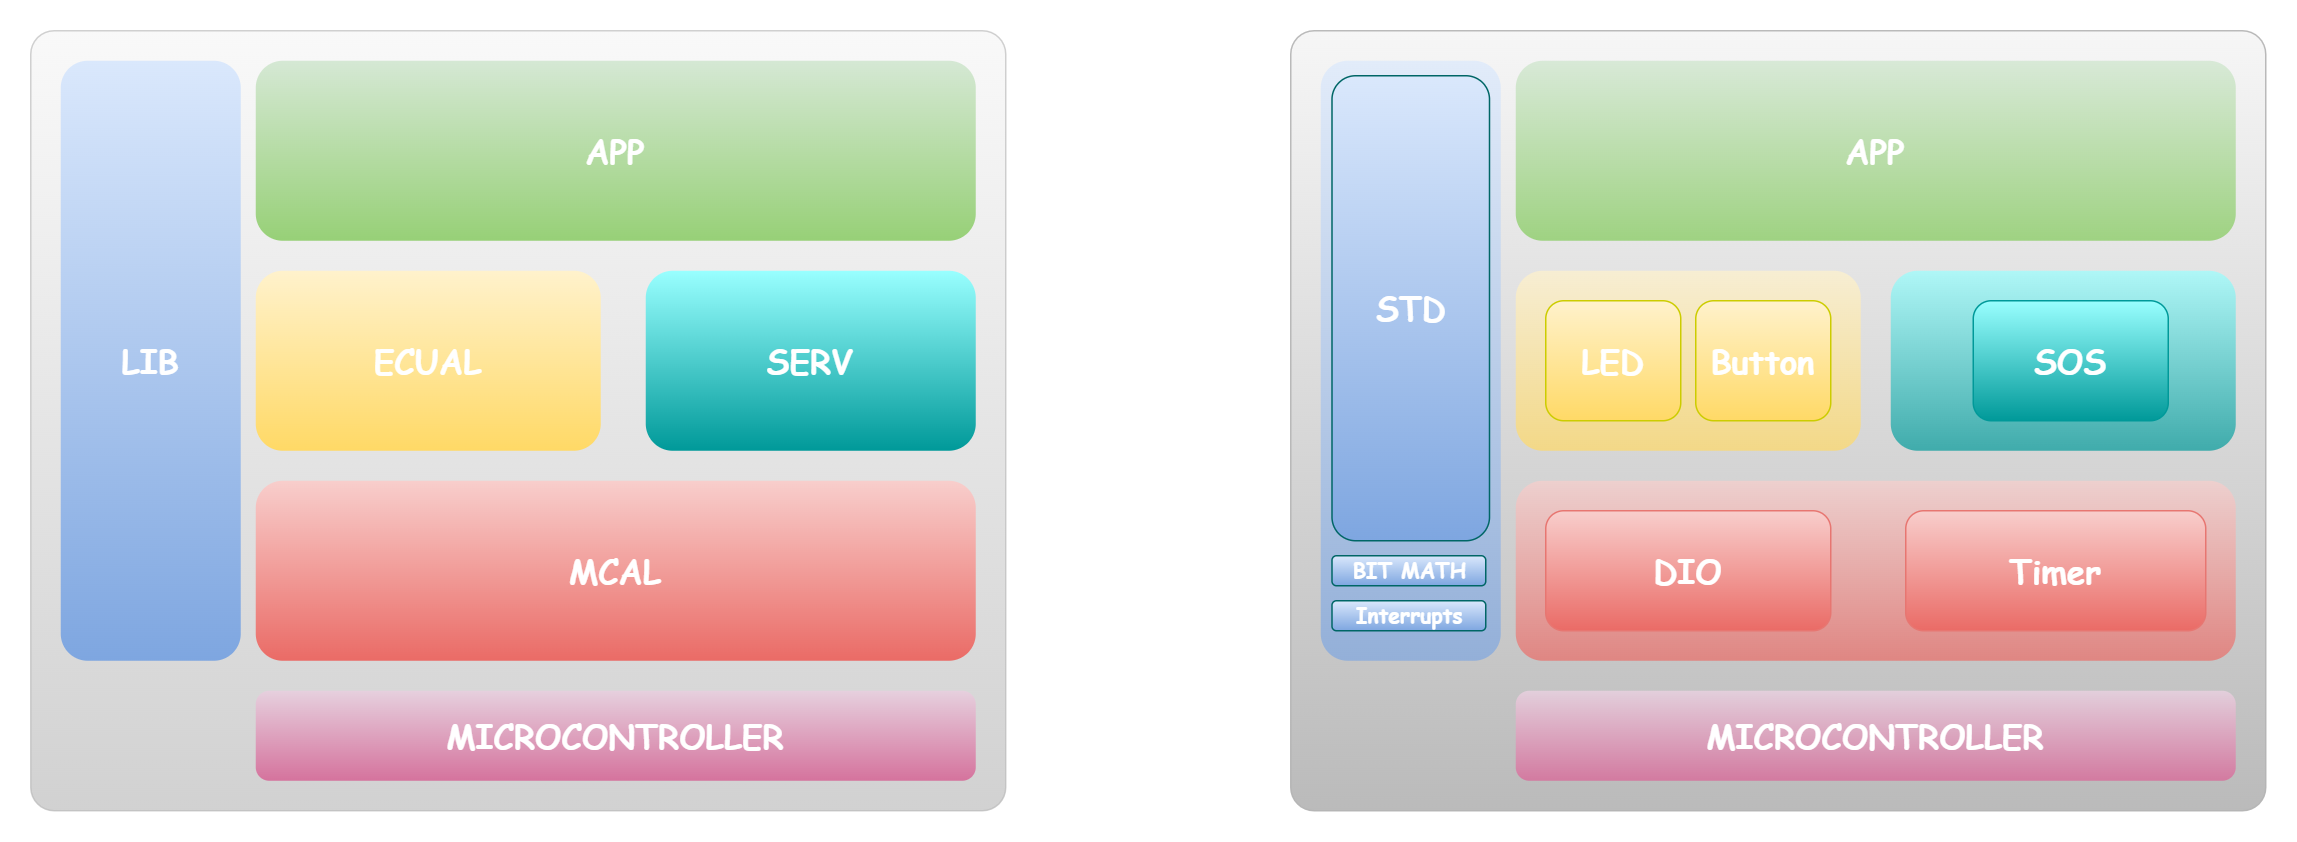 APP
LIB
ECUAL
SERV
MCAL
MICROCONTROLLER
APP
STD
LED
Button
SOS
BIT MATH
Interrupts
DIO
Timer
MICROCONTROLLER